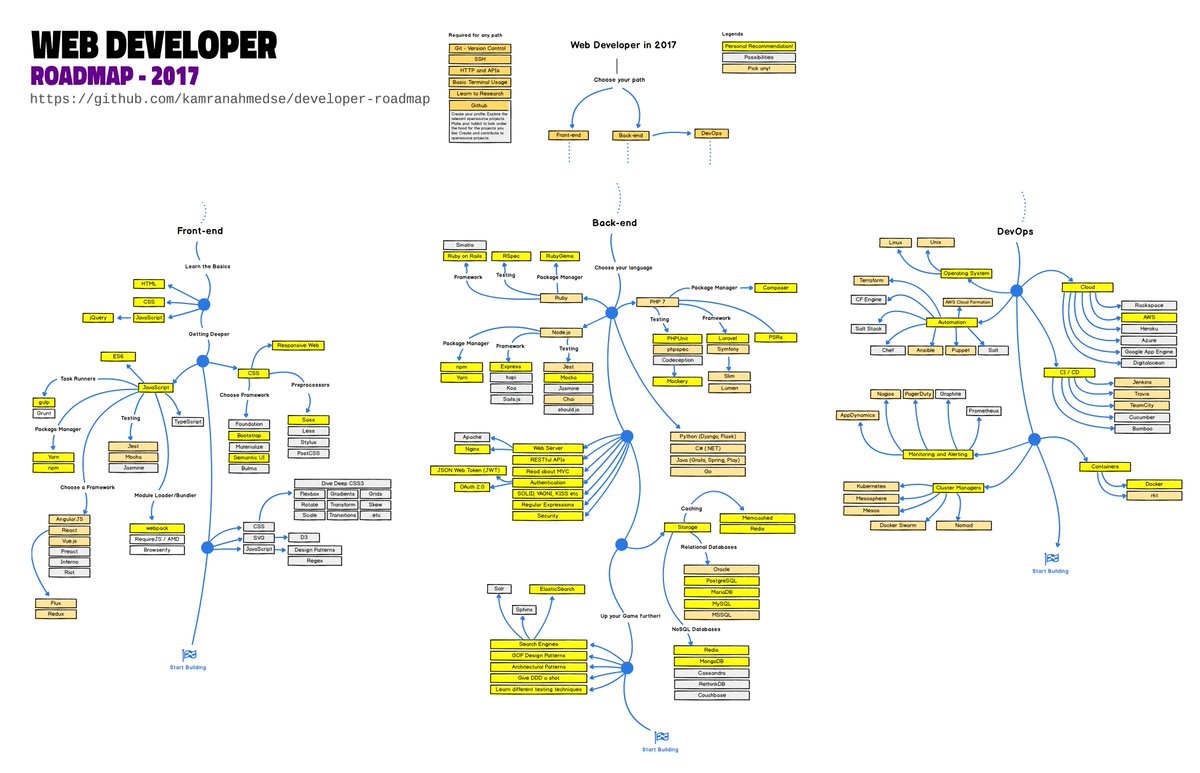 WEB DEVELOPER
ROADMAP - 2017
https://github.com/kamranahmedse/developer-roadmap
Required for any path
Git - Version Control
SSH
HTTP and APIs
Basic Terminal Usage
Learn to Research
Github
Create your profile. Explore the
relevant opensource projects.
Make your habbit to look under
the hood for the projects you
like. Create and contribute to
opensource projects.
Web Developer in 2017
Choose your path
Front-end
Back-end
DevOps
Legends
Personal Recommendation!
Possibilities
Pick any!
Front-end
Learn the Basics
HTML
CSS
JavaScript
jQuery
Getting Deeper
Responsive Web
ES6
CSS
Task Runners
JavaScript
Preprocessors
Choose Framework
gulp
Grunt
Testing
TypeScript
Package Manager
Yarn
npm
Jest
Mocha
Jasmine
Foundation
Bootstrap
Materialize
Semantic UI
Bulma
Sass
Less
Stylus
PostCSS
Choose a Framework
Module Loader/Bundler
AngularJS
React
Vue.js
Preact
Inferno
Riot
webpack
RequireJS / AMD
Browserify
Flux
Redux
Dive Deep CSS3
Flexbox
Gradients
Grids
Rotate
Transform
Skew
Scale
Transitions
.etc
CSS
SVG
JavaScript
D3
Design Patterns
Regex
Start Building
Back-end
Choose your language
Sinatra
Ruby on Rails
RSpec
RubyGems
Framework
Testing
Package Manager
Ruby
PHP 7
Package Manager
Composer
Testing
Framework
PHPUnit
phpspec
Codeception
Mockery
Laravel
Symfony
Slim
Lumen
PSRs
Node.js
Package Manager
Framework
Testing
npm
Yarn
Express
hapi
Koa
Sails.js
Jest
Mocha
Jasmine
Chai
should.js
Python (Django, Flask)
C# (.NET)
Java (Grails, Spring, Play)
Go
Apache
Nginx
JSON Web Token (JWT)
OAuth 2.0
Web Server
RESTful APIs
Read about MVC
Authentication
SOLID, YAGNI, KISS etc
Regular Expressions
Security
Caching
Storage
Memcached
Redis
Relational Databases
Oracle
PostgreSQL
MariaDB
MySQL
MSSQL
NoSQL Databases
Redis
MongoDB
Cassandra
RethinkDB
Couchbase
Solr
Sphinx
ElasticSearch
Up your Game further!
Search Engines
GOF Design Patterns
Architectural Patterns
Give DDD a shot
Learn different testing techniques
Start Building
DevOps
Linux
Unix
Operating System
Terraform
CF Engine
Salt Stack
AWS Cloud Formation
Automation
Chef
Ansible
Puppet
Salt
Cloud
Rackspace
AWS
Heroku
Azure
Google App Engine
Digitalocean
CI / CD
Jenkins
Travis
TeamCity
Cucumber
Bamboo
Nagios
PagerDuty
Graphite
AppDynamics
Prometheus
Monitoring and Alerting
Containers
Docker
rkt
Cluster Managers
Kubernetes
Mesosphere
Mesos
Docker Swarm
Nomad
Start Building